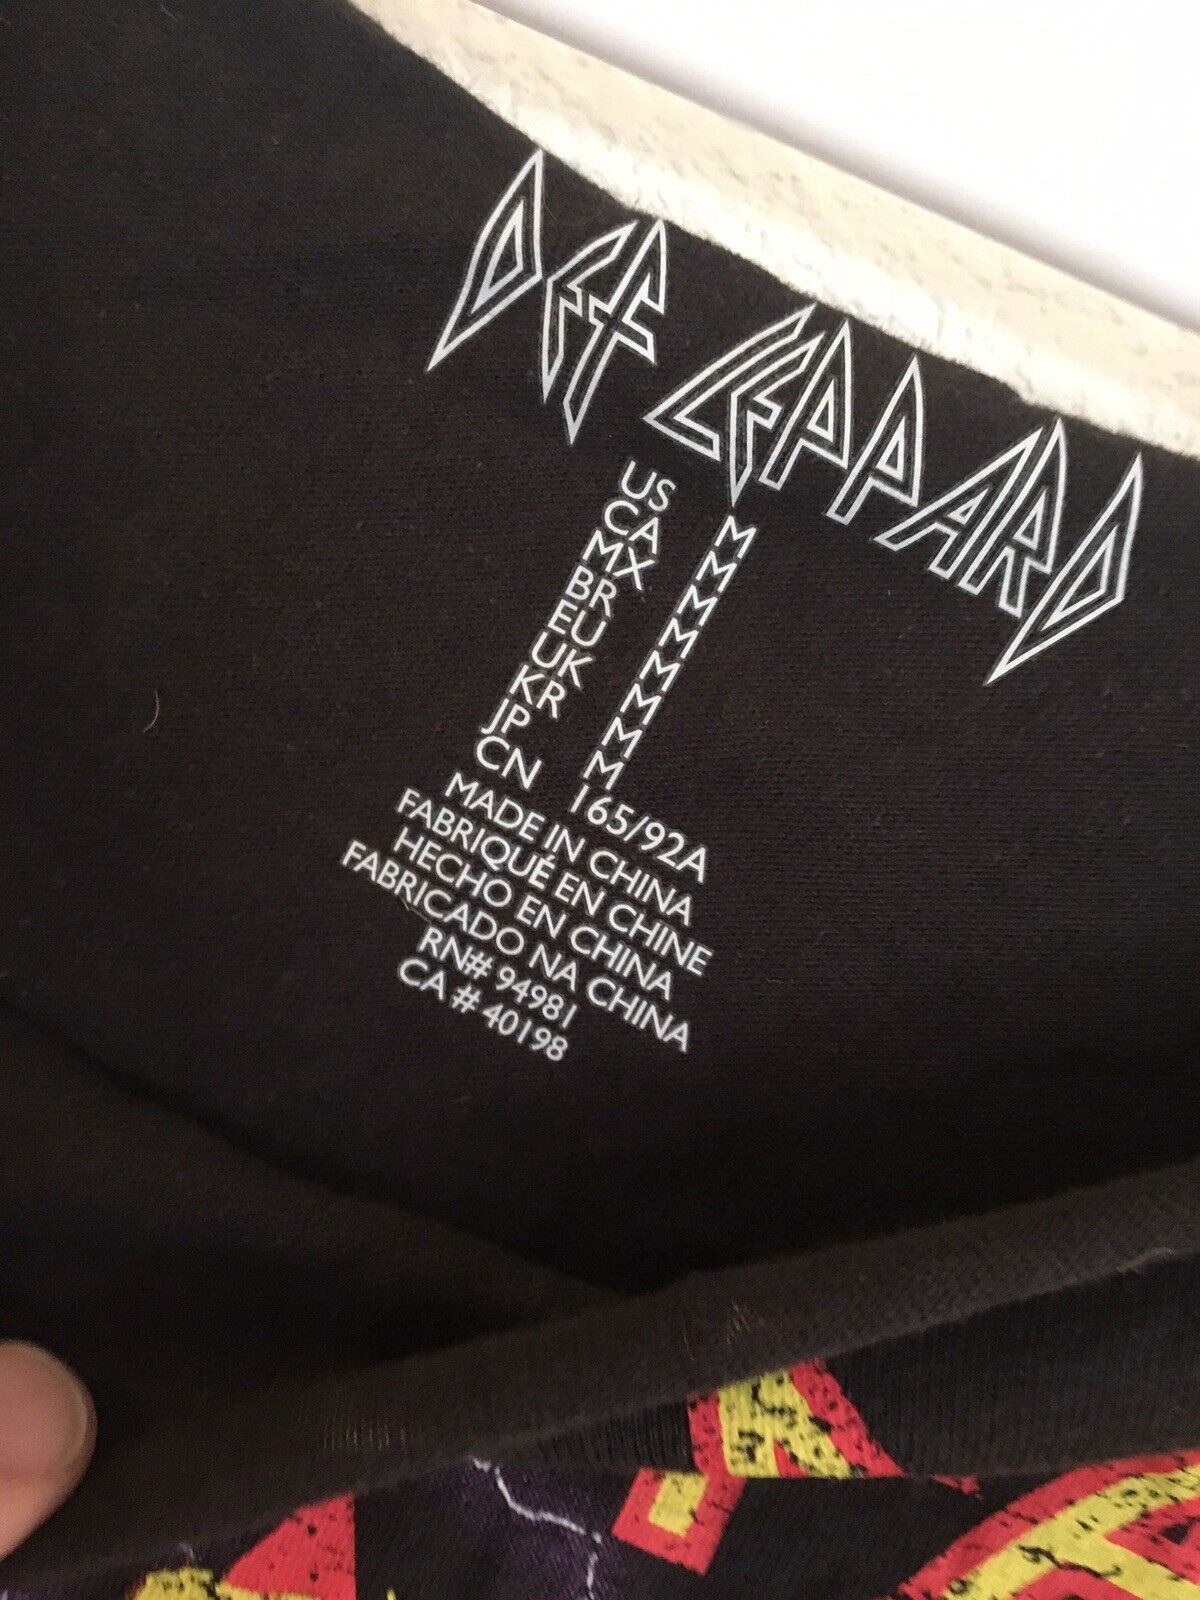 DEF LEPPARD
US M
CA M
MX M
BR M
EU M
UK M
KR M
JP M
CN 165/92A
MADE IN CHINA
FABRIQUÉ EN CHINE
HECHO EN CHINA
FABRICADO NA CHINA
RN# 94981
CA # 40198